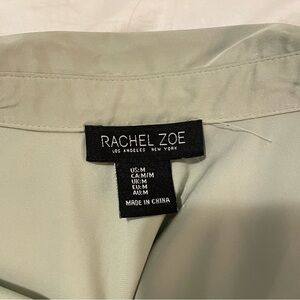 RACHEL ZOE
LOS ANGELES NEW YORK
US:M
CA:M/M
UK:M
EU:M
AU:M
MADE IN CHINA